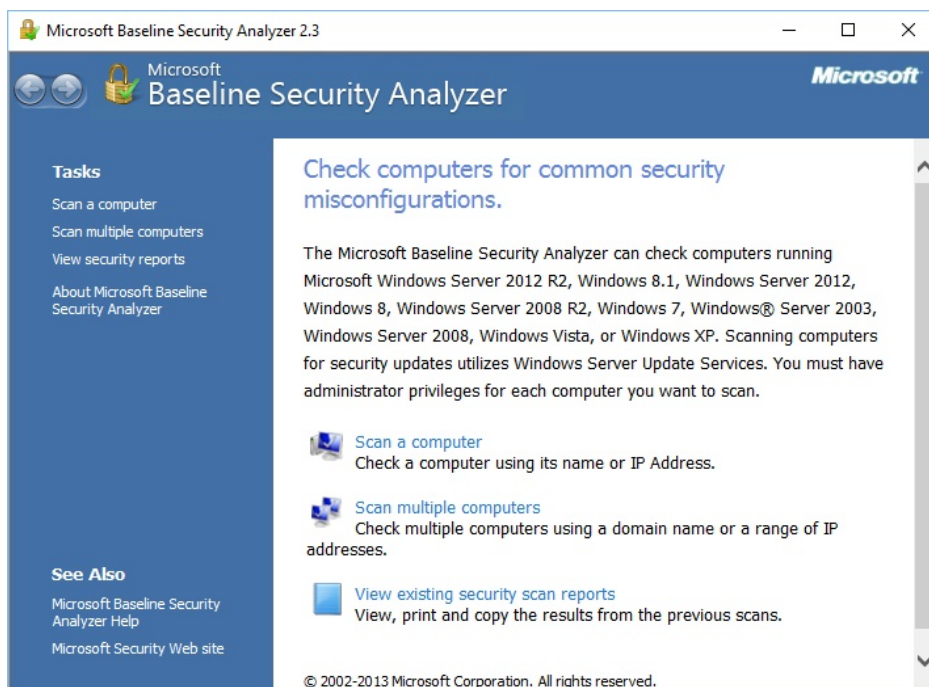 Microsoft Baseline Security Analyzer 2.3
Microsoft
Baseline Security Analyzer
Microsoft
Tasks
Scan a computer
Scan multiple computers
View security reports
About Microsoft Baseline
Security Analyzer
See Also
Microsoft Baseline Security
Analyzer Help
Microsoft Security Web site
Check computers for common security
misconfigurations.
The Microsoft Baseline Security Analyzer can check computers running
Microsoft Windows Server 2012 R2, Windows 8.1, Windows Server 2012,
Windows 8, Windows Server 2008 R2, Windows 7, Windows® Server 2003,
Windows Server 2008, Windows Vista, or Windows XP. Scanning computers
for security updates utilizes Windows Server Update Services. You must have
administrator privileges for each computer you want to scan.
Scan a computer
Check a computer using its name or IP Address.
Scan multiple computers
Check multiple computers using a domain name or a range of IP
addresses.
View existing security scan reports
View, print and copy the results from the previous scans.
© 2002-2013 Microsoft Corporation. All rights reserved.